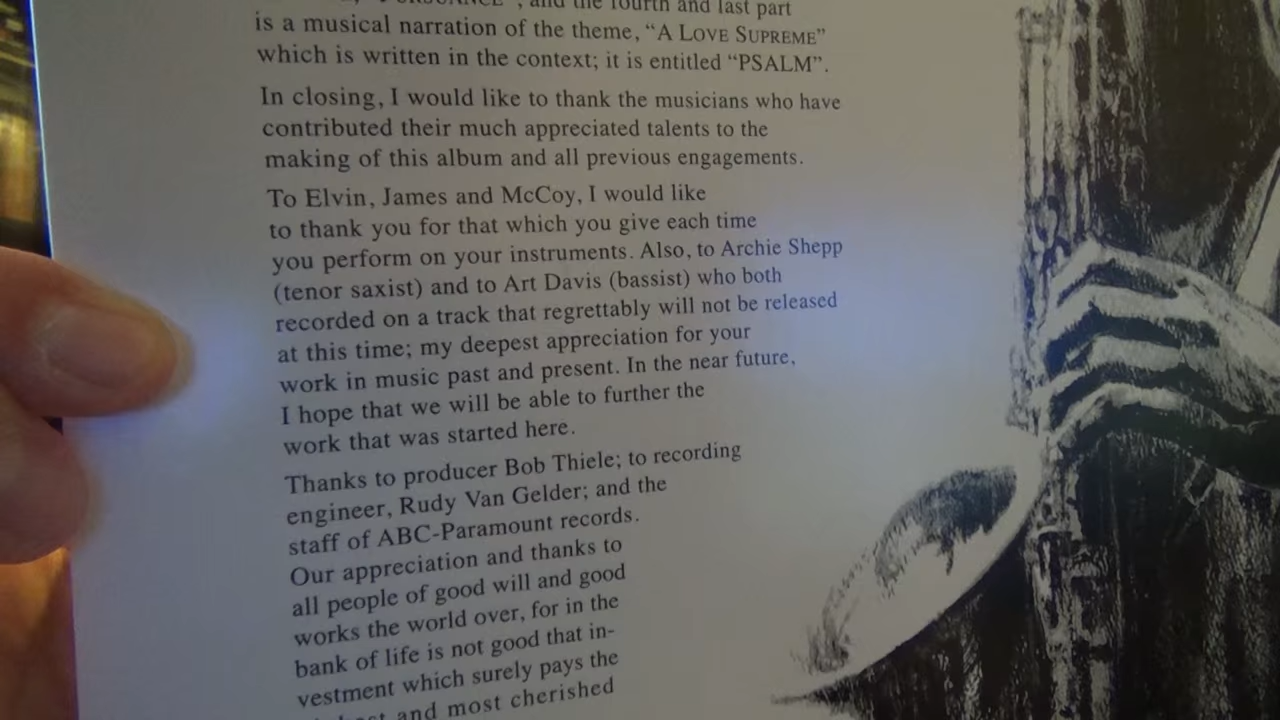 "PURSUANCE", and the fourth and last part
is a musical narration of the theme, "A LOVE SUPREME"
which is written in the context; it is entitled "PSALM".
In closing, I would like to thank the musicians who have
contributed their much appreciated talents to the
making of this album and all previous engagements.
To Elvin, James and McCoy, I would like
to thank you for that which you give each time
you perform on your instruments. Also, to Archie Shepp
(tenor saxist) and to Art Davis (bassist) who both
recorded on a track that regrettably will not be released
at this time; my deepest appreciation for your
work in music past and present. In the near future,
I hope that we will be able to further the
work that was started here.
Thanks to producer Bob Thiele; to recording
engineer, Rudy Van Gelder; and the
staff of ABC-Paramount records.
Our appreciation and thanks to
all people of good will and good
works the world over, for in the
bank of life is not good that in-
vestment which surely pays the
and most cherished